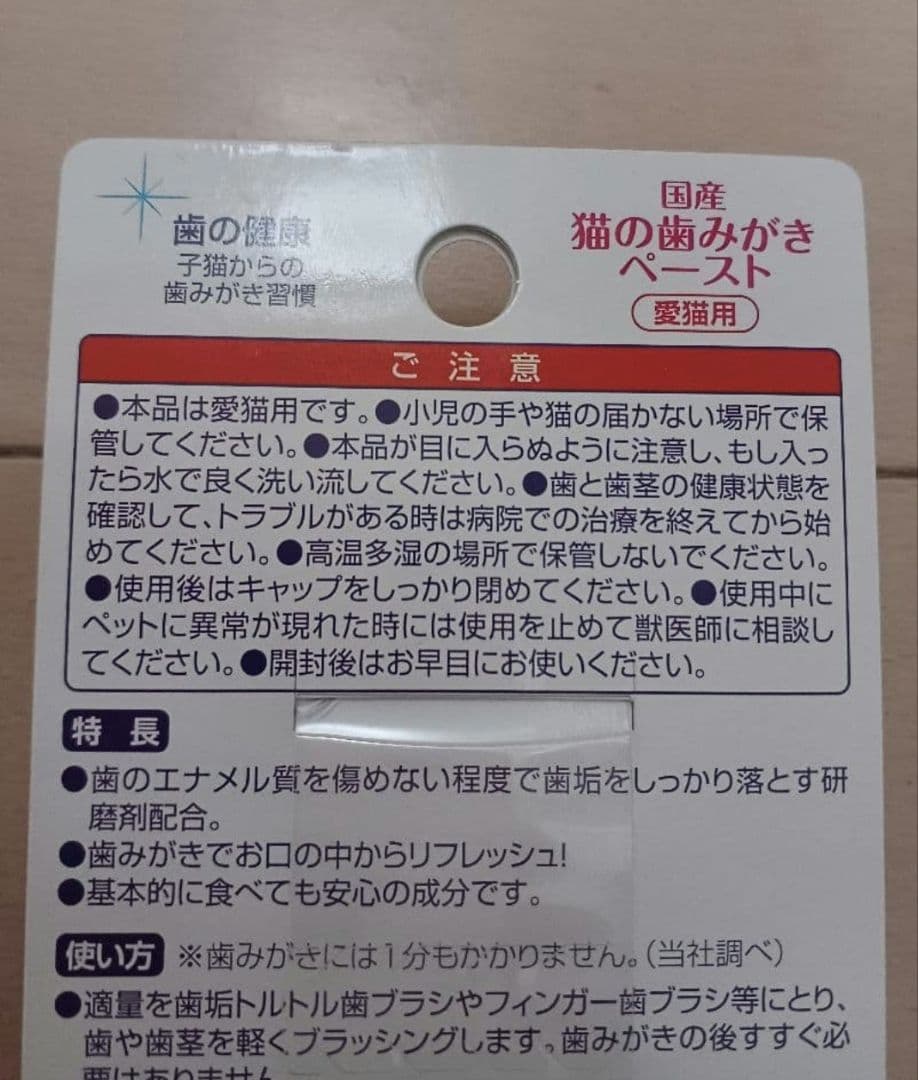 歯の健康
子猫からの
歯みがき習慣
国産
猫の歯みがき
ペースト
愛猫用
ご注意
●本品は愛猫用です。●小児の手や猫の届かない場所で保
管してください。●本品が目に入らぬように注意し、もし入っ
たら水で良く洗い流してください。●歯と歯茎の健康状態を
確認して、トラブルがある時は病院での治療を終えてから始
めてください。●高温多湿の場所で保管しないでください。
●使用後はキャップをしっかり閉めてください。●使用中に
ペットに異常が現れた時には使用を止めて獣医師に相談し
てください。●開封後はお早目にお使いください。
特長
●歯のエナメル質を傷めない程度で歯垢をしっかり落とす研
磨剤配合。
●歯みがきでお口の中からリフレッシュ!
●基本的に食べても安心の成分です。
使い方 ※歯みがきには1分もかかりません。(当社調べ)
●適量を歯垢トルトル歯ブラシやフィンガー歯ブラシ等にとり、
歯や歯茎を軽くブラッシングします。歯みがきの後すすぐ必
要はありません